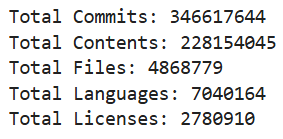 Total Commits: 346617644
Total Contents: 228154045
Total Files: 4868779
Total Languages: 7040164
Total Licenses: 2780910